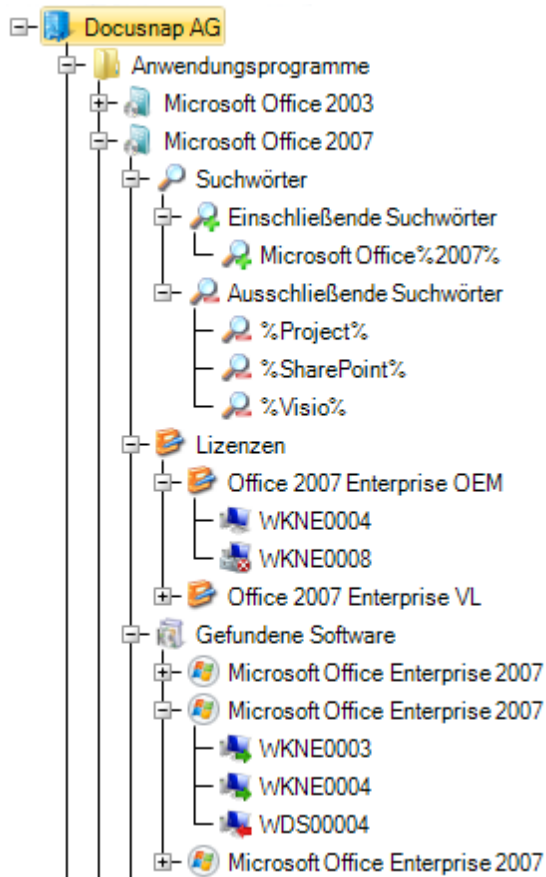 Docusnap AG
Anwendungsprogramme
Microsoft Office 2003
Microsoft Office 2007
Suchwörter
Einschließende Suchwörter
Microsoft Office%2007%
Ausschließende Suchwörter
%Project%
%SharePoint%
%Visio%
Lizenzen
Office 2007 Enterprise OEM
WKNE0004
WKNE0008
Office 2007 Enterprise VL
Gefundene Software
Microsoft Office Enterprise 2007
Microsoft Office Enterprise 2007
WKNE0003
WKNE0004
WDS00004
Microsoft Office Enterprise 2007